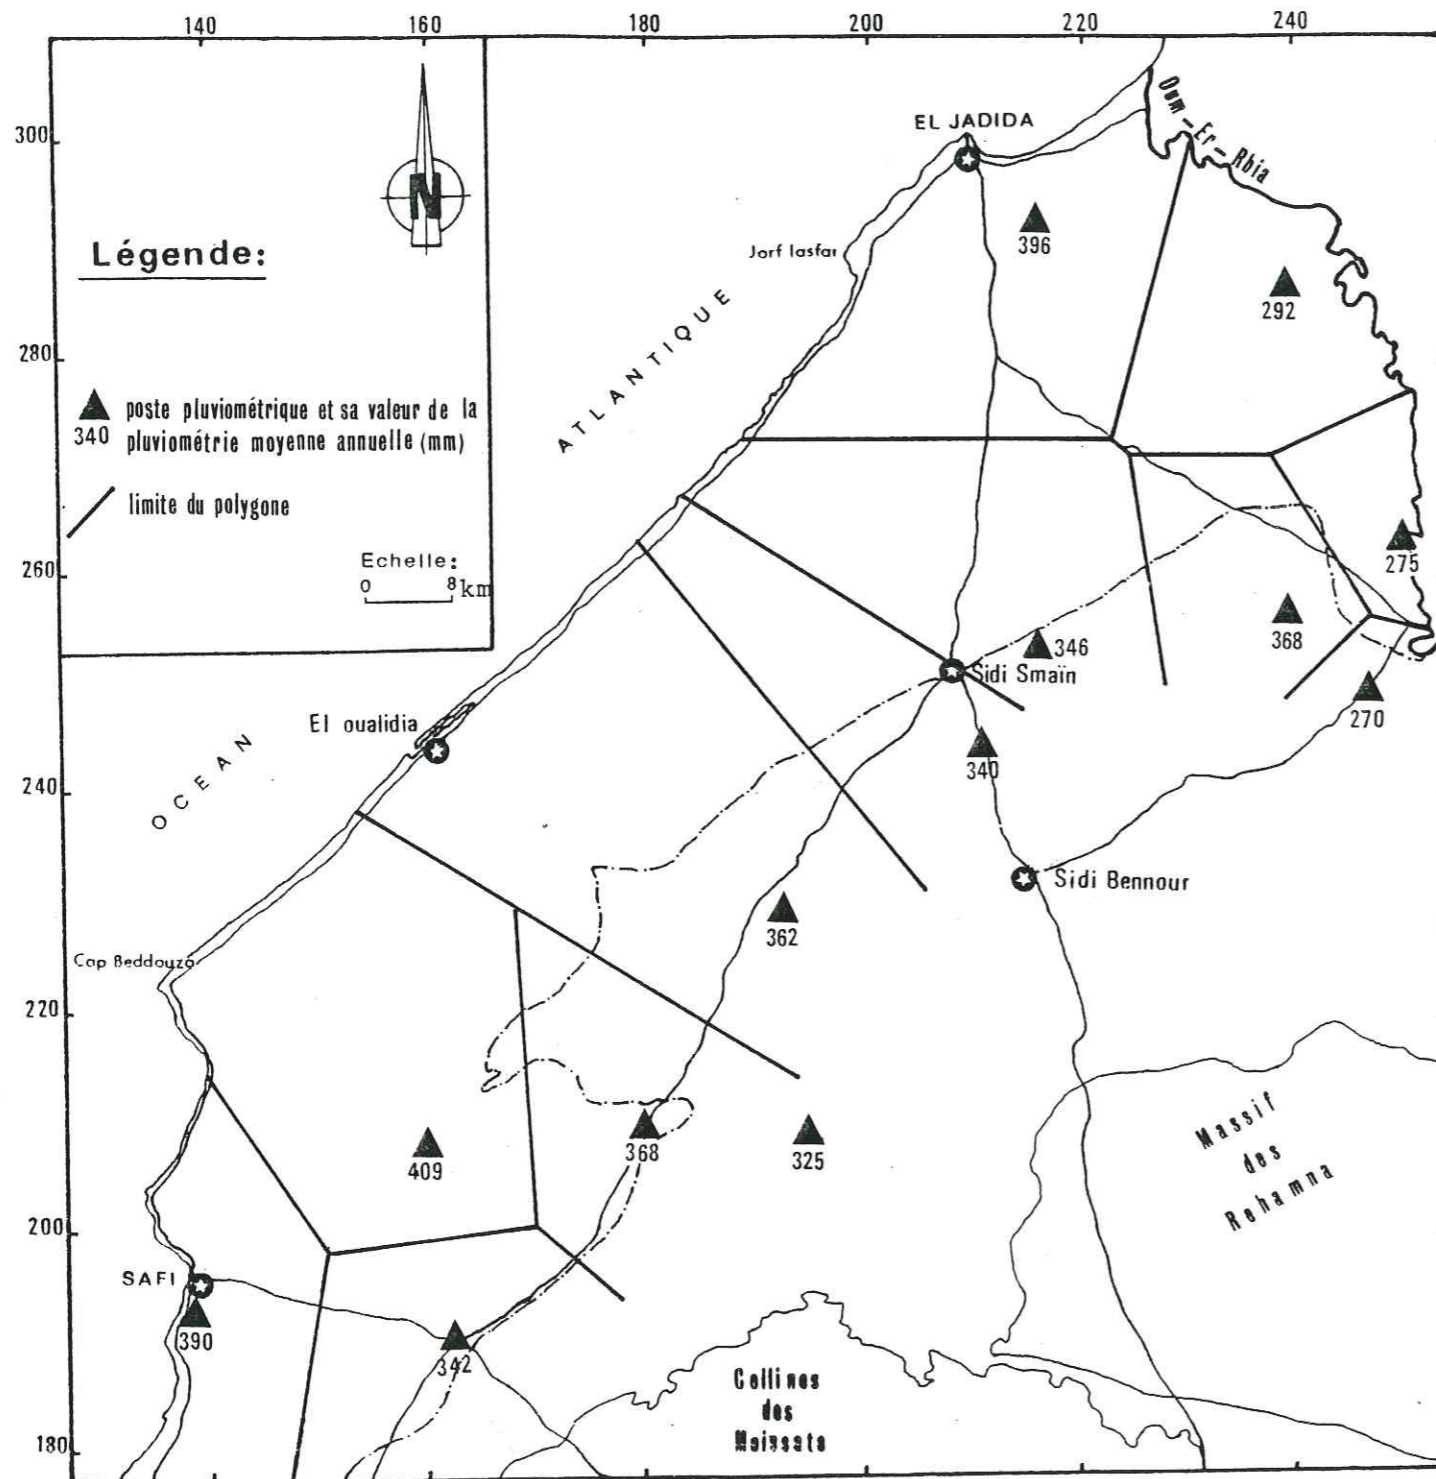 140 160 180 200 220 240
300
280
260
240
220
200
180
N
Légende:
340
poste pluviométrique et sa valeur de la
pluviométrie moyenne annuelle (mm)
limite du polygone
Echelle:
0 8km
EL JADIDA
Oum-Er-Rbia
396
Jorf lasfar
292
OCEAN ATLANTIQUE
275
368
346
Sidi Smaïn
270
El oualidia
340
Sidi Bennour
362
Cap Beddouza
Massif
des
Rehamna
409
368
325
SAFI
390
342
Collines
des